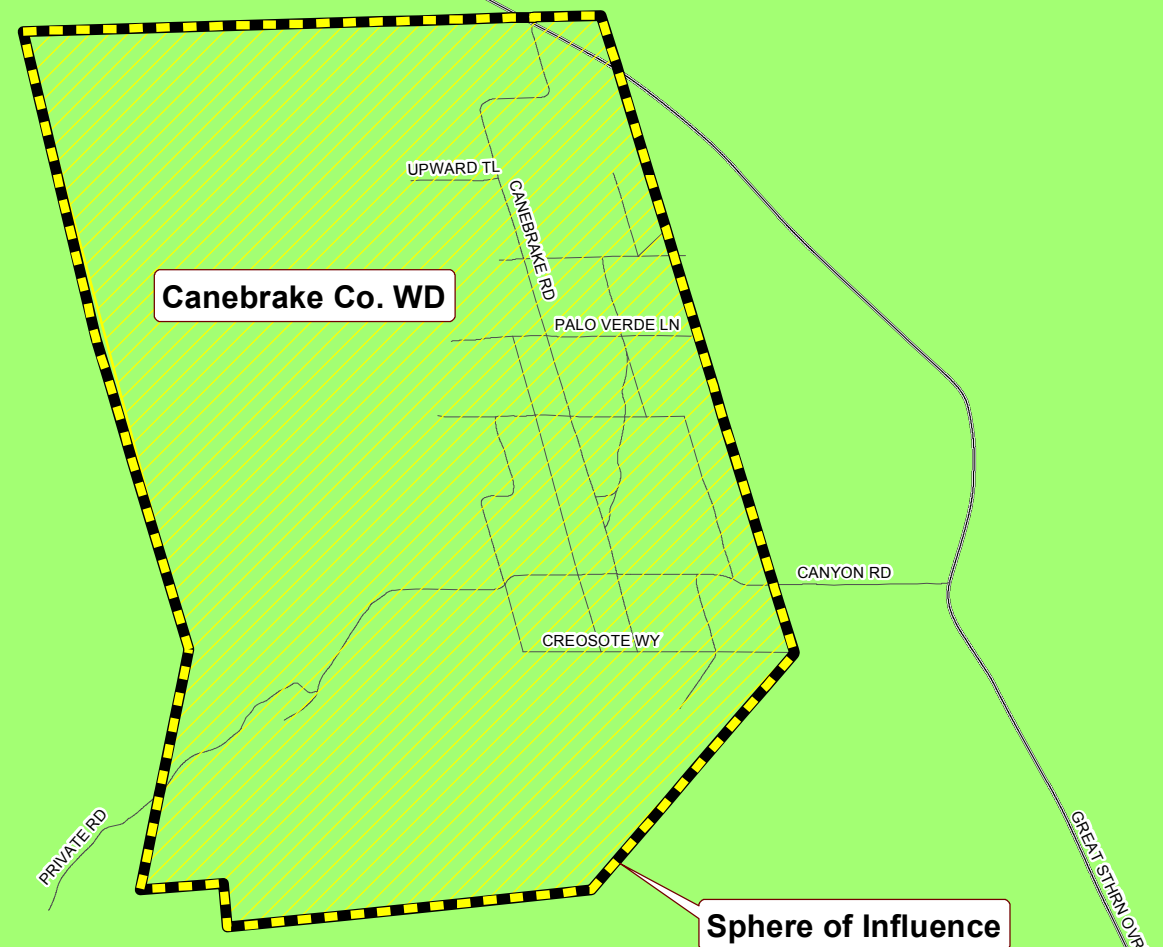 UPWARD TL
CANEBRAKE RD
Canebrake Co. WD
PALO VERDE LN
CANYON RD
CREOSOTE WY
PRIVATE RD
GREAT STHRN OVR
Sphere of Influence